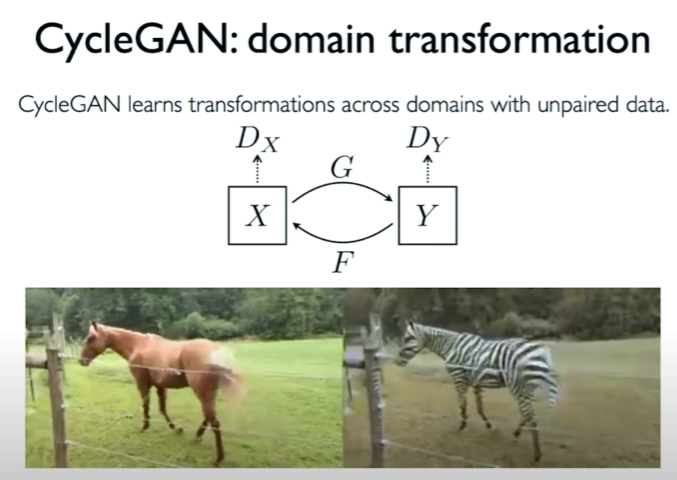 CycleGAN: domain transformation
CycleGAN learns transformations across domains with unpaired data.
D_X D_Y
G
X Y
F